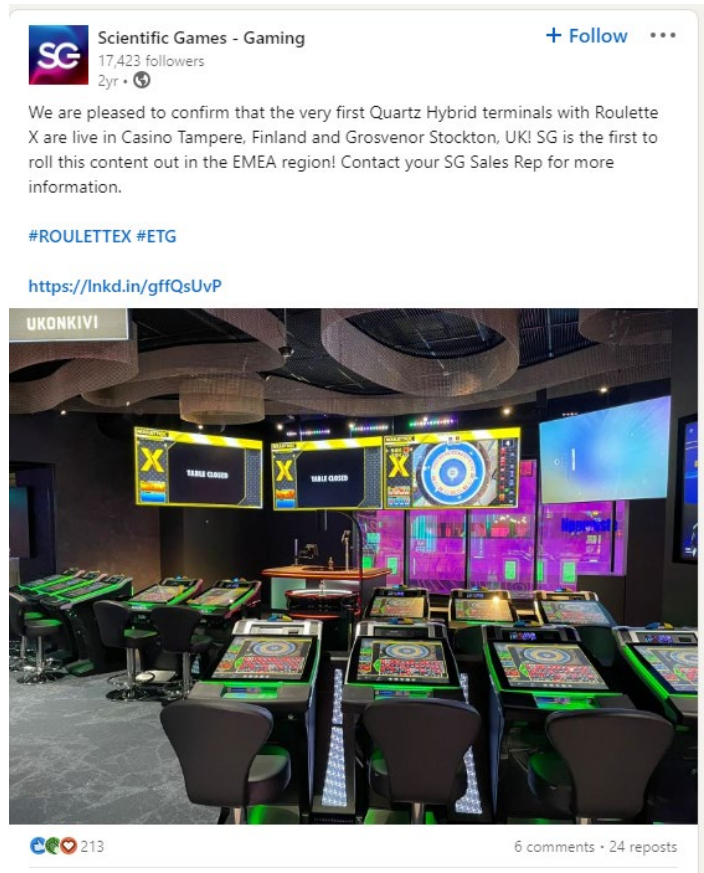 SG
Scientific Games - Gaming
17,423 followers
2yr •
+ Follow
We are pleased to confirm that the very first Quartz Hybrid terminals with Roulette
X are live in Casino Tampere, Finland and Grosvenor Stockton, UK! SG is the first to
roll this content out in the EMEA region! Contact your SG Sales Rep for more
information.
#ROULETTEX #ETG
https://lnkd.in/gffQsUvP
UKONKIVI
ROULETTEX
X
TABLE CLOSED
ROULETTEX
X
TABLE CLOSED
ROULETTEX
X
213
6 comments • 24 reposts